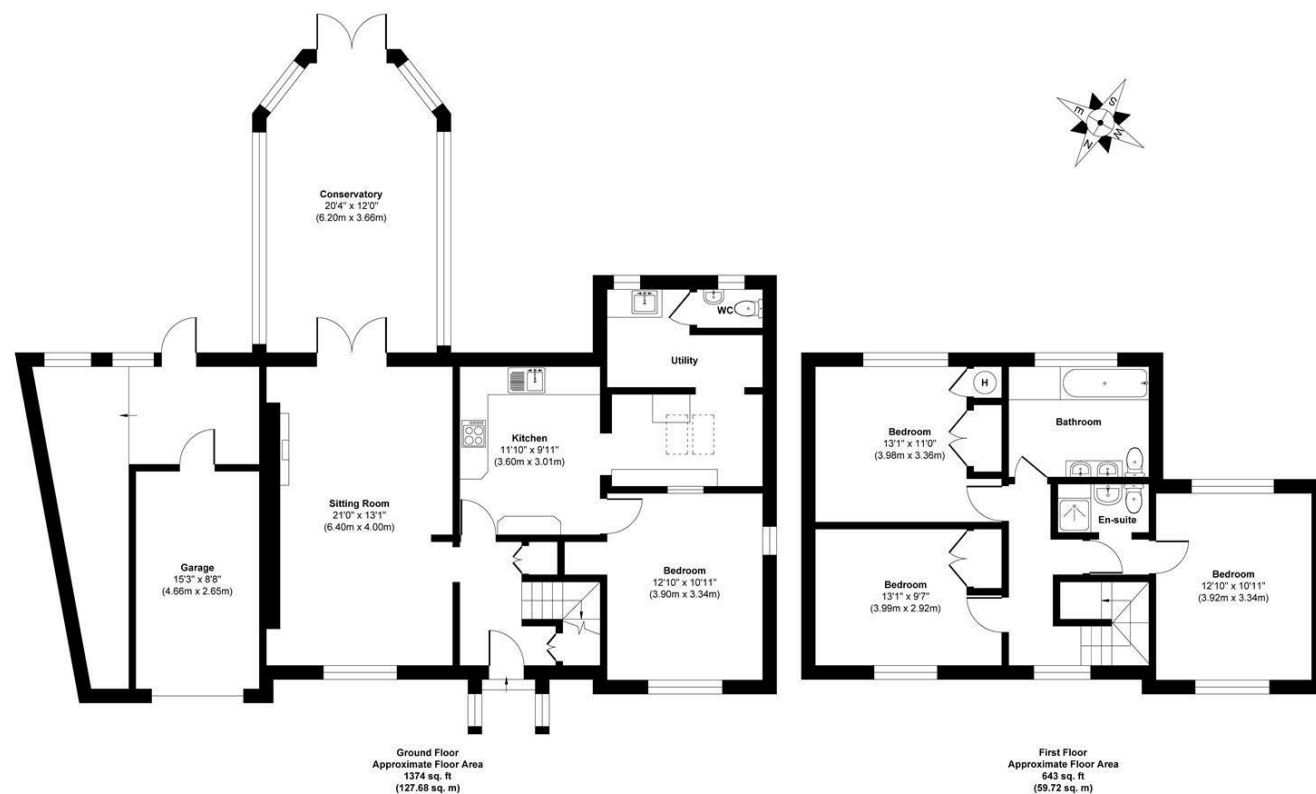 S
E
W
N
Conservatory
20'4" x 12'0"
(6.20m x 3.66m)
WC
Utility
Kitchen
11'10" x 9'11"
(3.60m x 3.01m)
Sitting Room
21'0" x 13'1"
(6.40m x 4.00m)
Garage
15'3" x 8'8"
(4.66m x 2.65m)
Bedroom
12'10" x 10'11"
(3.90m x 3.34m)
Ground Floor
Approximate Floor Area
1374 sq. ft
(127.68 sq. m)
H
Bedroom
13'1" x 11'0"
(3.98m x 3.36m)
Bathroom
En-suite
Bedroom
13'1" x 9'7"
(3.99m x 2.92m)
Bedroom
12'10" x 10'11"
(3.92m x 3.34m)
First Floor
Approximate Floor Area
643 sq. ft
(59.72 sq. m)